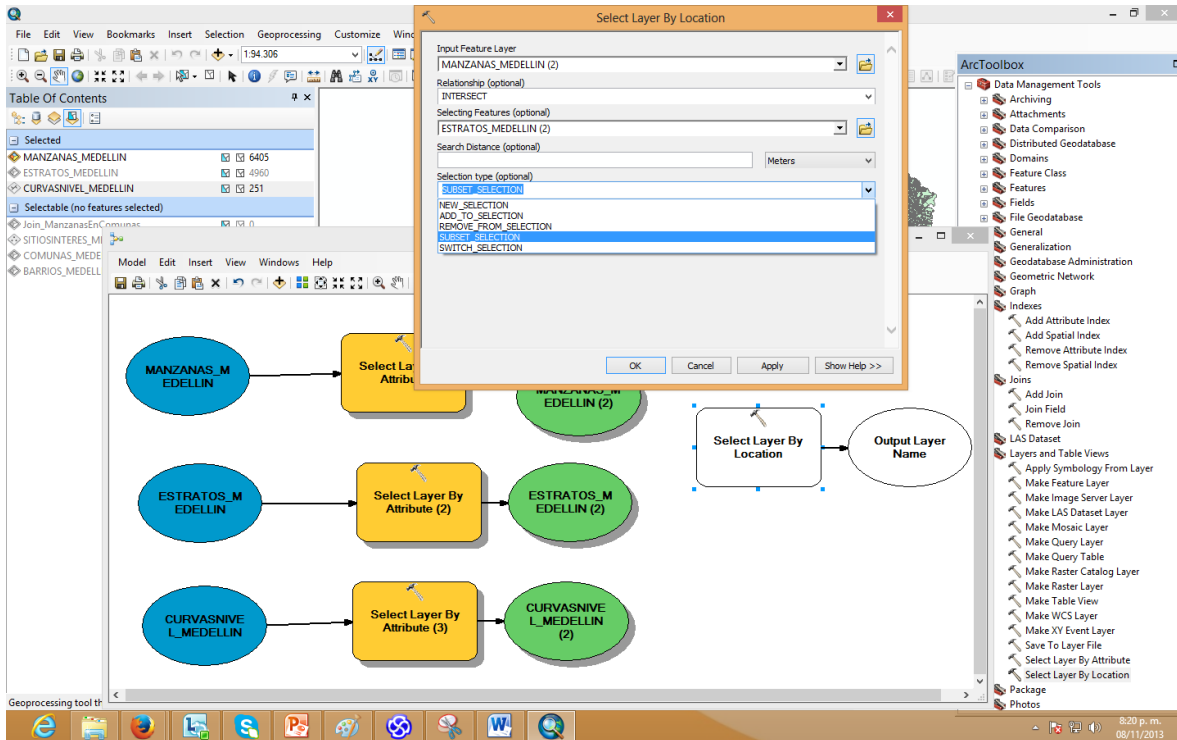 Select Layer By Location
File Edit View Bookmarks Insert Selection Geoprocessing Customize
1:94.306
Table Of Contents
Selected
MANZANAS_MEDELLIN 6405
ESTRATOS_MEDELLIN 4960
CURVASNIVEL_MEDELLIN 251
Selectable (no features selected)
Join_ManzanasEnComunas 0
SITIOSINTERES_M
COMUNAS_MEDE
BARRIOS_MEDELL
Input Feature Layer
MANZANAS_MEDELLIN (2)
Relationship (optional)
INTERSECT
Selecting Features (optional)
ESTRATOS_MEDELLIN (2)
Search Distance (optional)
Meters
Selection type (optional)
SUBSET_SELECTION
NEW_SELECTION
ADD_TO_SELECTION
REMOVE_FROM_SELECTION
SUBSET_SELECTION
SWITCH_SELECTION
OK Cancel Apply Show Help >>
Model Edit Insert View Windows Help
MANZANAS_M
EDELLIN
Select La
Attribu
MANZANAS_M
EDELLIN (2)
Select Layer By
Location
Output Layer
Name
ESTRATOS_M
EDELLIN
Select Layer By
Attribute (2)
ESTRATOS_M
EDELLIN (2)
CURVASNIVE
L_MEDELLIN
Select Layer By
Attribute (3)
CURVASNIVE
L_MEDELLIN
(2)
Geoprocessing tool th
ArcToolbox
Data Management Tools
Archiving
Attachments
Data Comparison
Distributed Geodatabase
Domains
Feature Class
Features
Fields
File Geodatabase
General
Generalization
Geodatabase Administration
Geometric Network
Graph
Indexes
Add Attribute Index
Add Spatial Index
Remove Attribute Index
Remove Spatial Index
Joins
Add Join
Join Field
Remove Join
LAS Dataset
Layers and Table Views
Apply Symbology From Layer
Make Feature Layer
Make Image Server Layer
Make LAS Dataset Layer
Make Mosaic Layer
Make Query Layer
Make Query Table
Make Raster Catalog Layer
Make Raster Layer
Make Table View
Make WCS Layer
Make XY Event Layer
Save To Layer File
Select Layer By Attribute
Select Layer By Location
Package
Photos
8:20 p. m.
08/11/2013